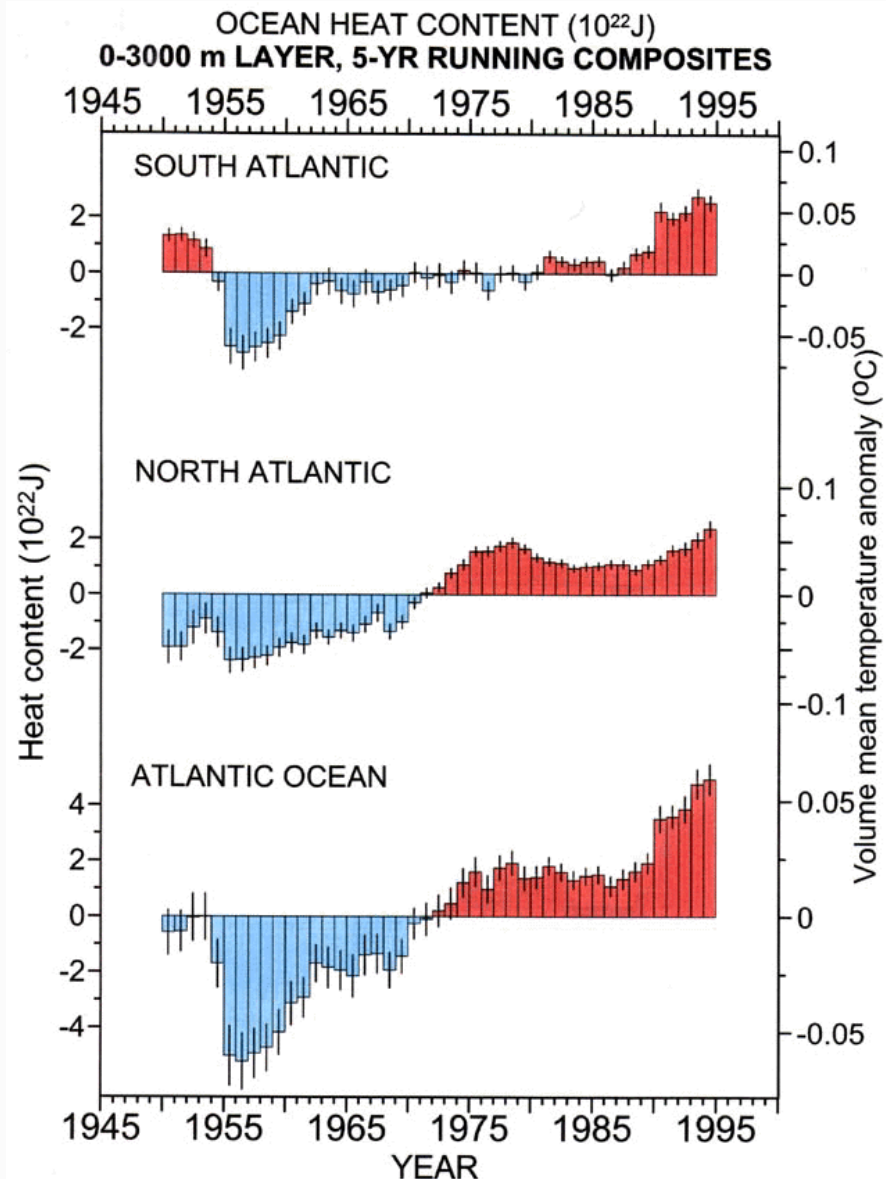 OCEAN HEAT CONTENT (10²²J)
0-3000 m LAYER, 5-YR RUNNING COMPOSITES
1945 1955 1965 1975 1985 1995
SOUTH ATLANTIC
2
0
-2
0.1
0.05
0
-0.05
NORTH ATLANTIC
2
0
-2
0.1
0
-0.1
ATLANTIC OCEAN
4
2
0
-2
-4
0.05
0
-0.05
Heat content (10²²J)
Volume mean temperature anomaly (ºC)
1945 1955 1965 1975 1985 1995
YEAR